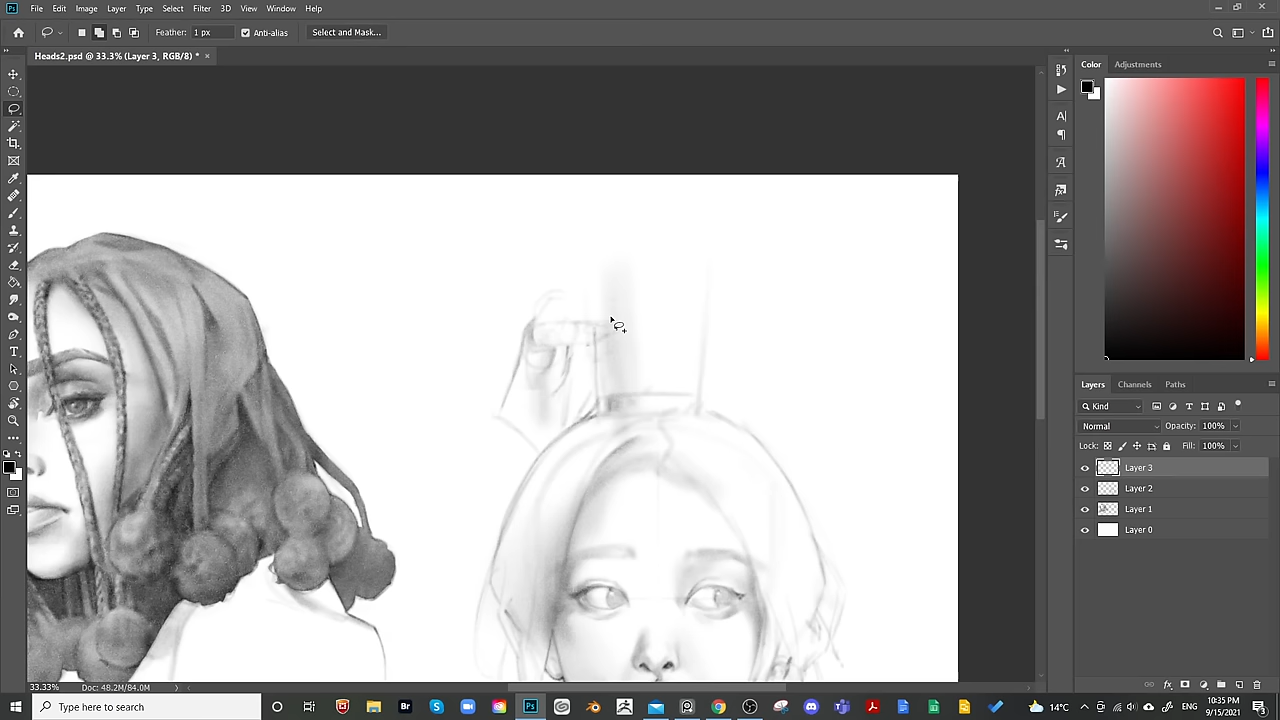 Ps File Edit Image Layer Type Select Filter 3D View Window Help
Feather: 1 px Anti-alias Select and Mask...
Heads2.psd @ 33.3% (Layer 3, RGB/8) *
Color Adjustments
Layers Channels Paths
Kind
Normal Opacity: 100%
Lock: Fill: 100%
Layer 3
Layer 2
Layer 1
Layer 0
33.33% Doc: 48.2M/84.0M
Type here to search
Br
Ps
14°C ENG 10:35 PM
9/15/2021